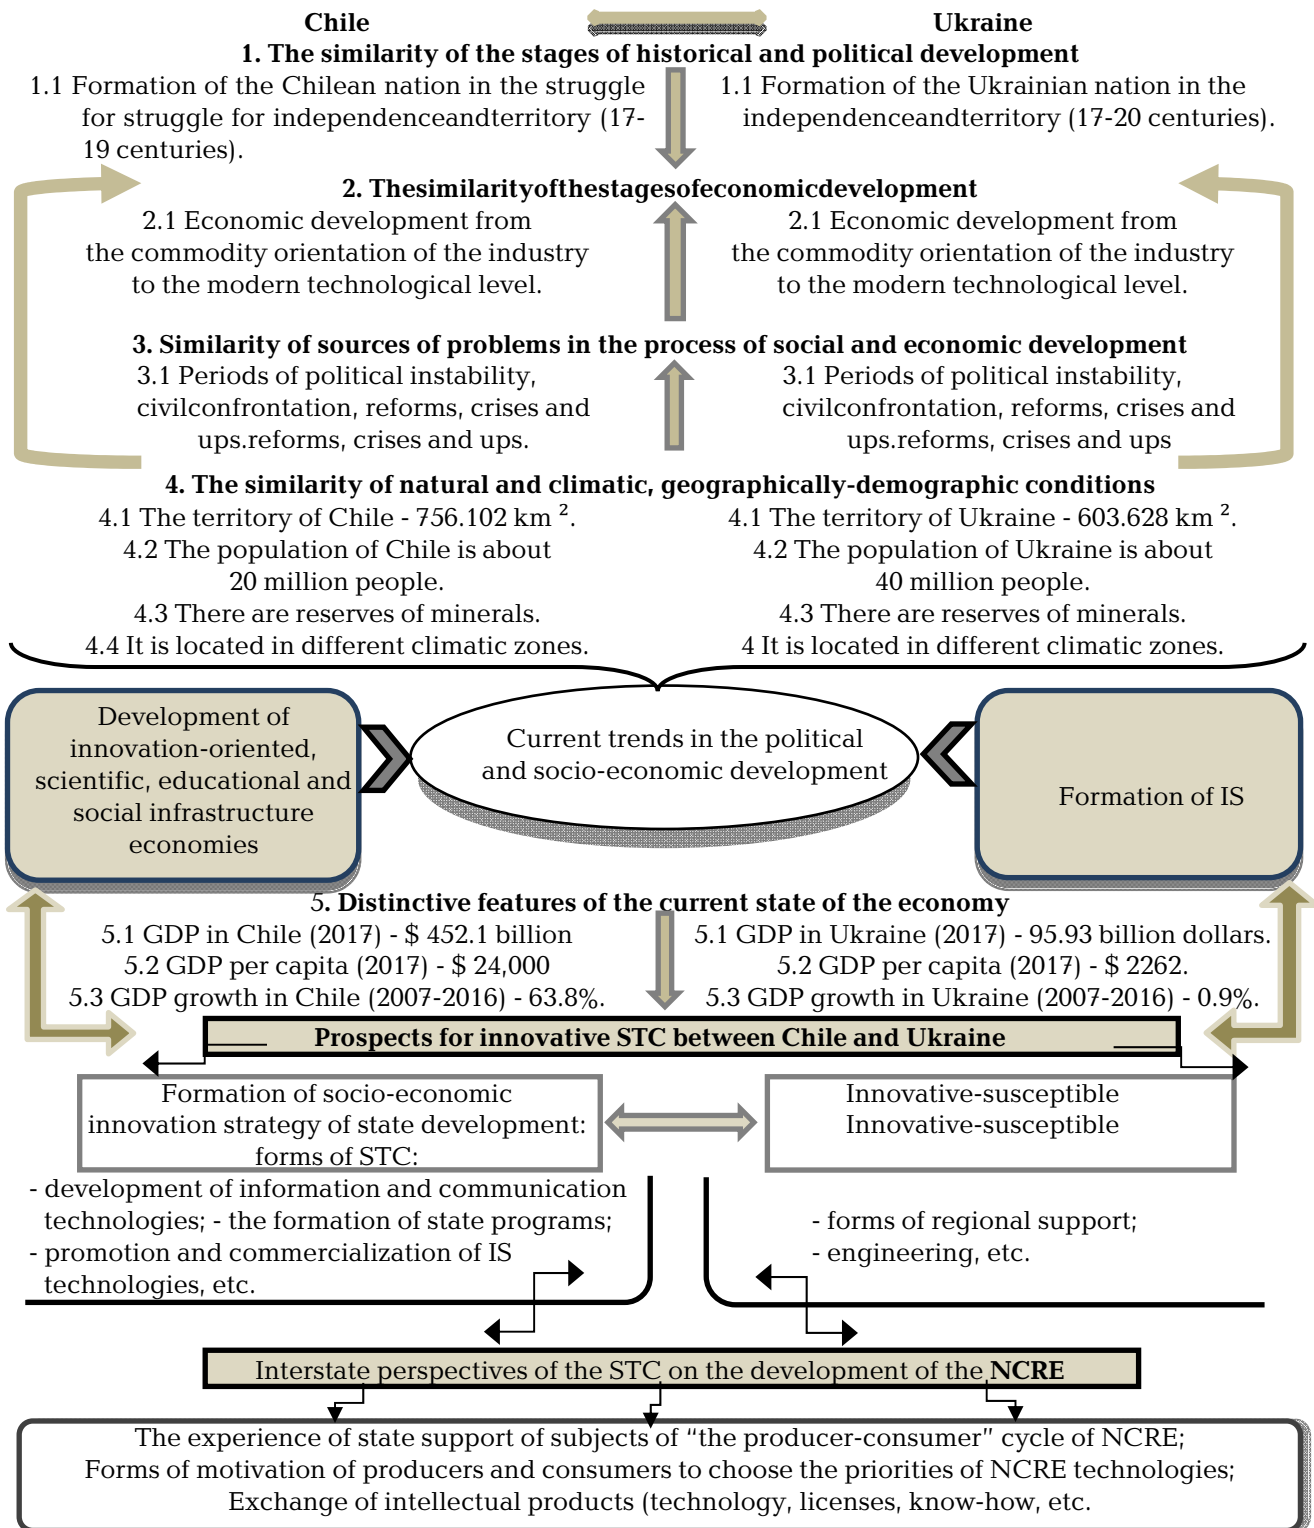 Chile
Ukraine
1. The similarity of the stages of historical and political development
1.1 Formation of the Chilean nation in the struggle
for struggle for independenceandterritory (17-
19 centuries).
1.1 Formation of the Ukrainian nation in the
independenceandterritory (17-20 centuries).
2. Thesimilarityofthestagesofeconomicdevelopment
2.1 Economic development from
the commodity orientation of the industry
to the modern technological level.
2.1 Economic development from
the commodity orientation of the industry
to the modern technological level.
3. Similarity of sources of problems in the process of social and economic development
3.1 Periods of political instability,
civilconfrontation, reforms, crises and
ups.reforms, crises and ups.
3.1 Periods of political instability,
civilconfrontation, reforms, crises and
ups.reforms, crises and ups
4. The similarity of natural and climatic, geographically-demographic conditions
4.1 The territory of Chile - 756.102 km ².
4.2 The population of Chile is about
20 million people.
4.3 There are reserves of minerals.
4.4 It is located in different climatic zones.
4.1 The territory of Ukraine - 603.628 km ².
4.2 The population of Ukraine is about
40 million people.
4.3 There are reserves of minerals.
4 It is located in different climatic zones.
Development of
innovation-oriented,
scientific, educational and
social infrastructure
economies
Current trends in the political
and socio-economic development
Formation of IS
5. Distinctive features of the current state of the economy
5.1 GDP in Chile (2017) - $ 452.1 billion
5.2 GDP per capita (2017) - $ 24,000
5.3 GDP growth in Chile (2007-2016) - 63.8%.
5.1 GDP in Ukraine (2017) - 95.93 billion dollars.
5.2 GDP per capita (2017) - $ 2262.
5.3 GDP growth in Ukraine (2007-2016) - 0.9%.
Prospects for innovative STC between Chile and Ukraine
Formation of socio-economic
innovation strategy of state development:
forms of STC:
Innovative-susceptible
Innovative-susceptible
- development of information and communication
technologies; - the formation of state programs;
- promotion and commercialization of IS
technologies, etc.
- forms of regional support;
- engineering, etc.
Interstate perspectives of the STC on the development of the NCRE
The experience of state support of subjects of “the producer-consumer” cycle of NCRE;
Forms of motivation of producers and consumers to choose the priorities of NCRE technologies;
Exchange of intellectual products (technology, licenses, know-how, etc.